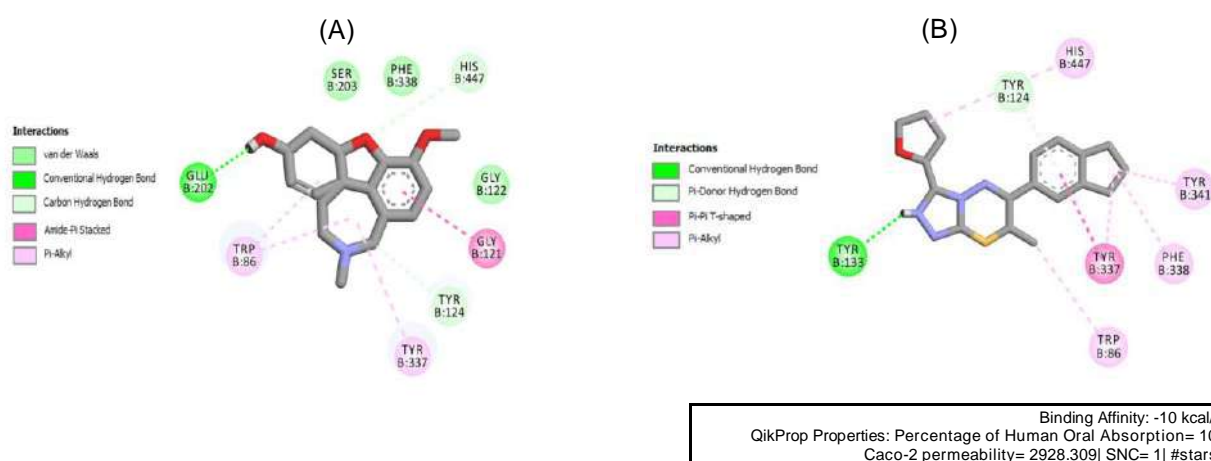 (A)
(B)
SER
B:203
PHE
B:338
HIS
B:447
Interactions
van der Waals
Conventional Hydrogen Bond
Carbon Hydrogen Bond
Amide-Pi Stacked
Pi-Alkyl
GLU
B:202
GLY
B:122
TRP
B:86
GLY
B:121
TYR
B:124
TYR
B:337
HIS
B:447
TYR
B:124
Interactions
Conventional Hydrogen Bond
Pi-Donor Hydrogen Bond
Pi-Pi T-shaped
Pi-Alkyl
TYR
B:341
TYR
B:133
TYR
B:337
PHE
B:338
TRP
B:86
Binding Affinity: -10 kcal/
QikProp Properties: Percentage of Human Oral Absorption= 10
Caco-2 permeability= 2928.309| SNC= 1| #stars